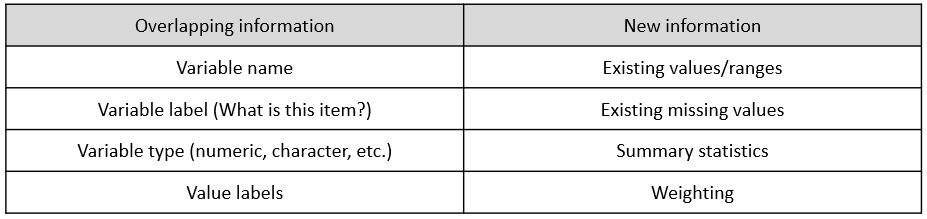 Overlapping information
New information
Variable name
Existing values/ranges
Variable label (What is this item?)
Existing missing values
Variable type (numeric, character, etc.)
Summary statistics
Value labels
Weighting